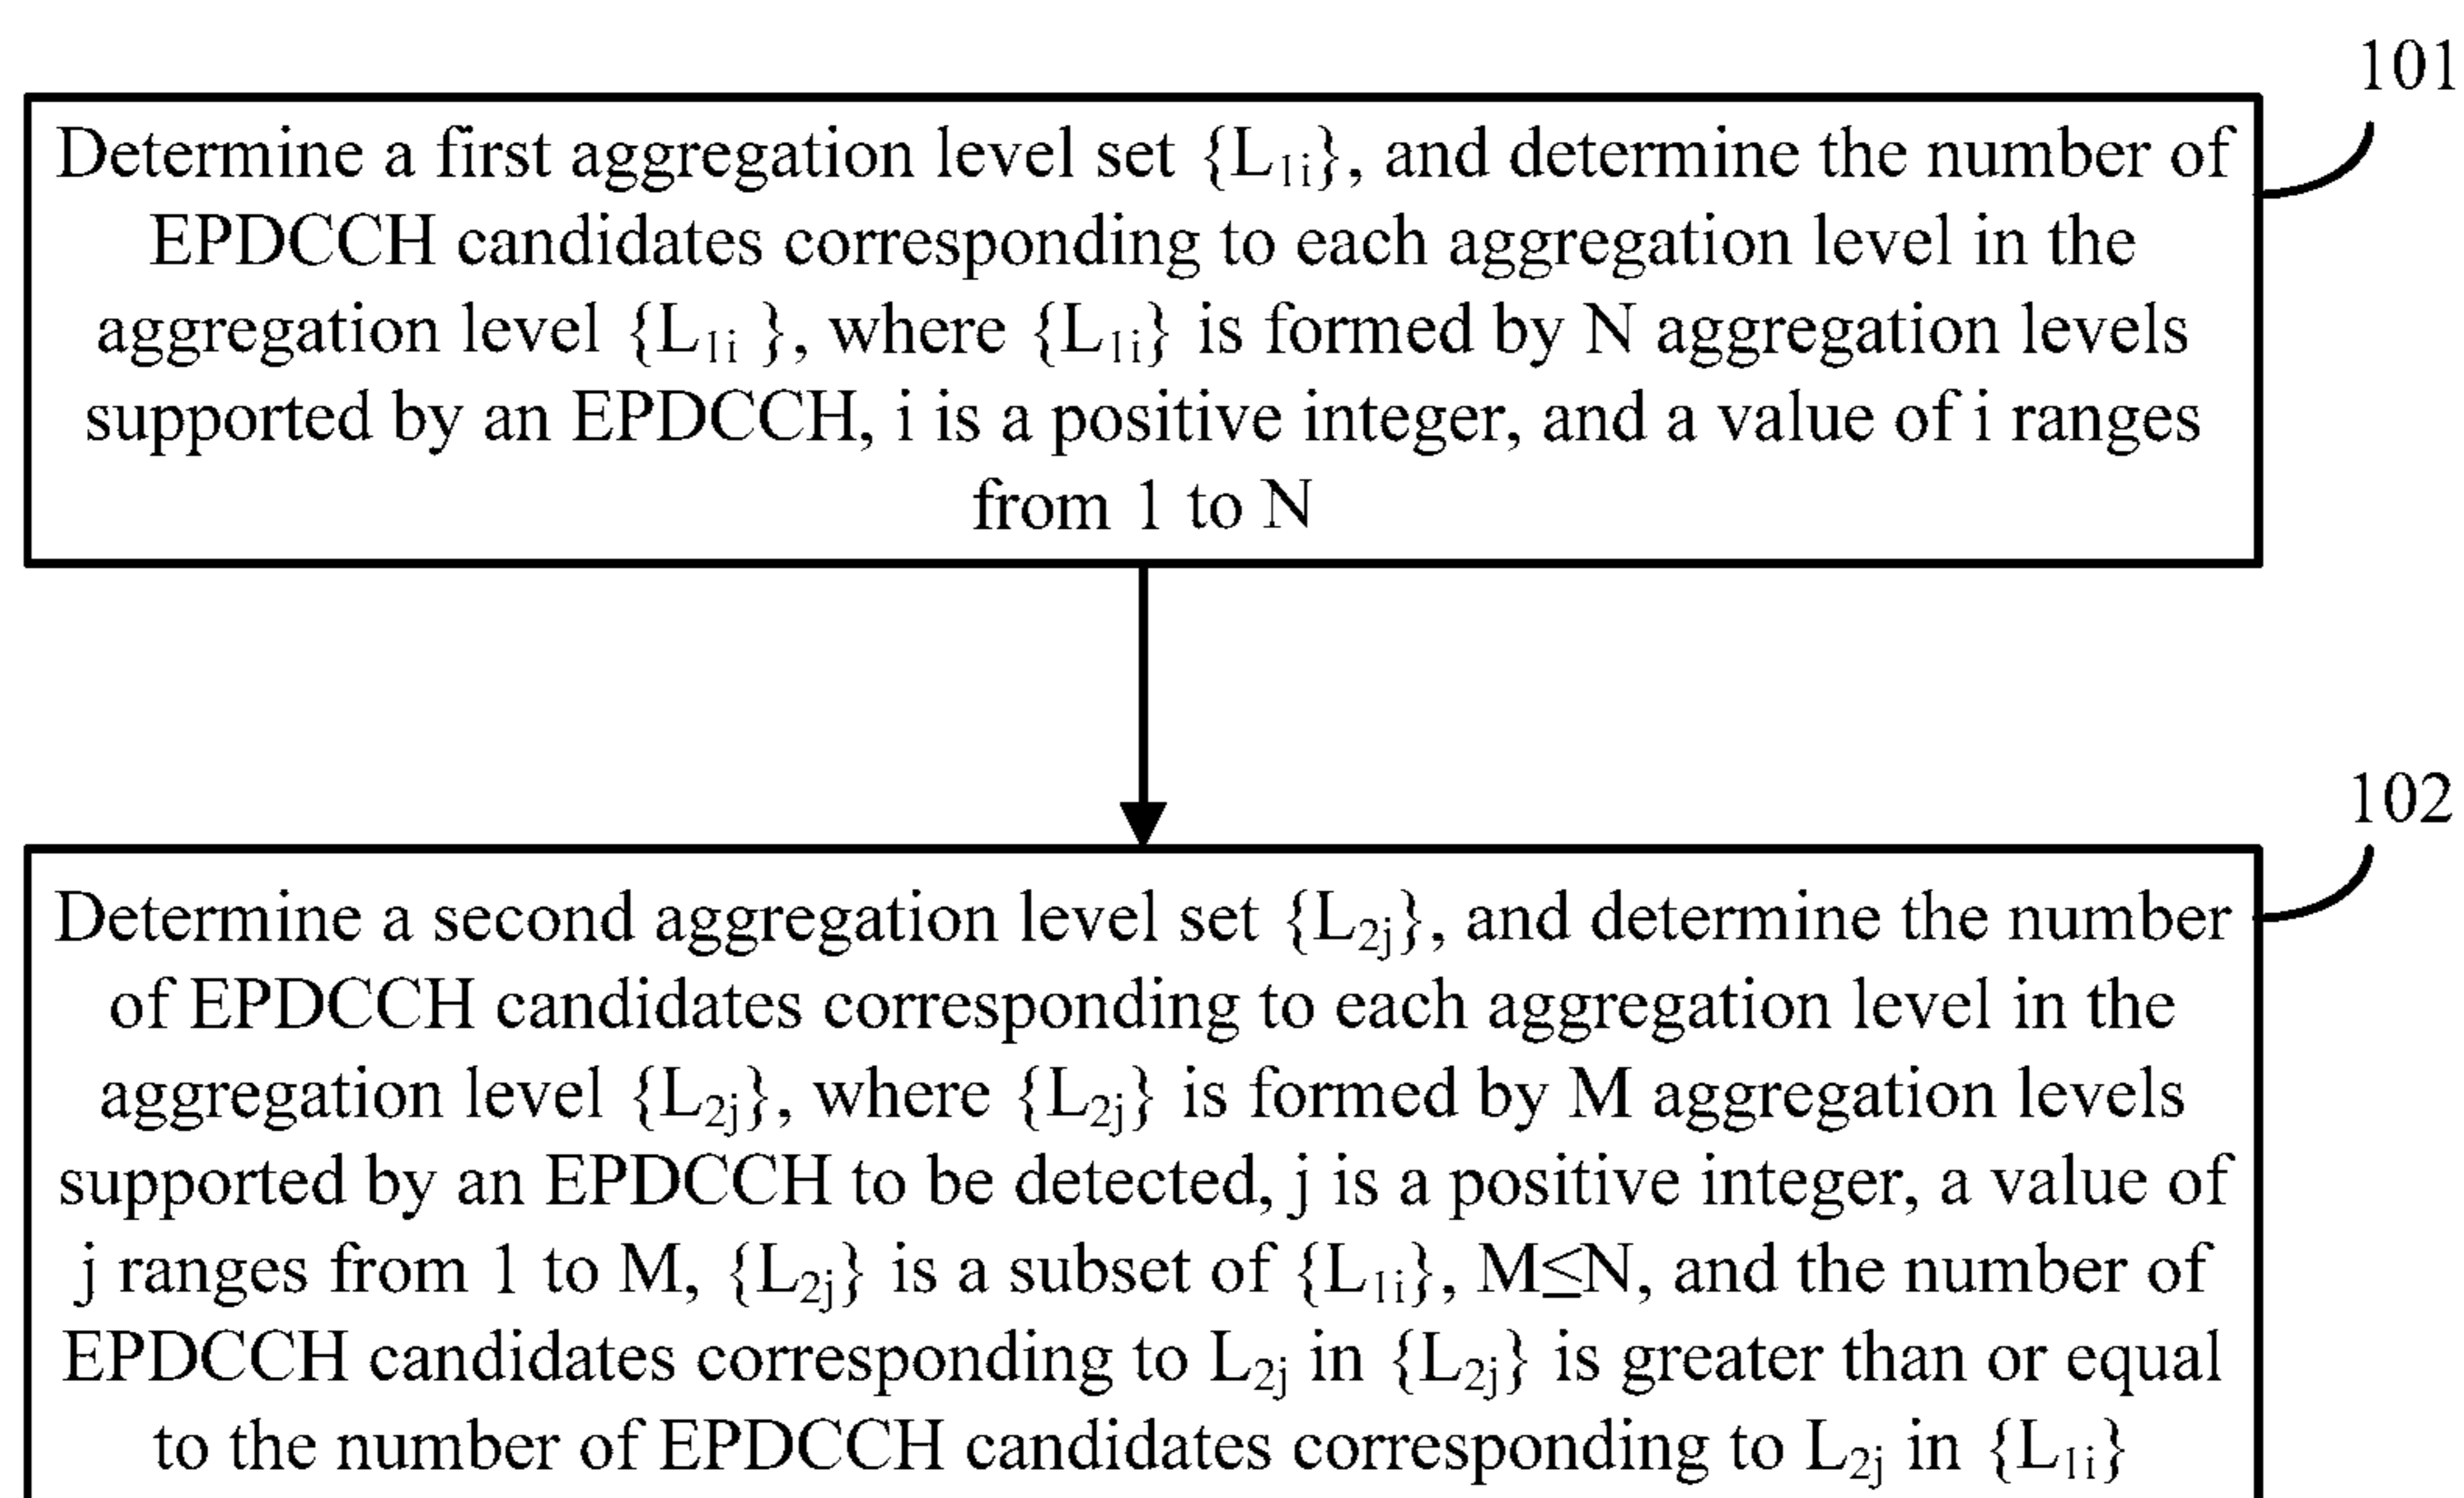 101
Determine a first aggregation level set {L₁ᵢ}, and determine the number of
EPDCCH candidates corresponding to each aggregation level in the
aggregation level {L₁ᵢ }, where {L₁ᵢ} is formed by N aggregation levels
supported by an EPDCCH, i is a positive integer, and a value of i ranges
from 1 to N
102
Determine a second aggregation level set {L₂ⱼ}, and determine the number
of EPDCCH candidates corresponding to each aggregation level in the
aggregation level {L₂ⱼ}, where {L₂ⱼ} is formed by M aggregation levels
supported by an EPDCCH to be detected, j is a positive integer, a value of
j ranges from 1 to M, {L₂ⱼ} is a subset of {L₁ᵢ}, M≤N, and the number of
EPDCCH candidates corresponding to L₂ⱼ in {L₂ⱼ} is greater than or equal
to the number of EPDCCH candidates corresponding to L₂ⱼ in {L₁ᵢ}